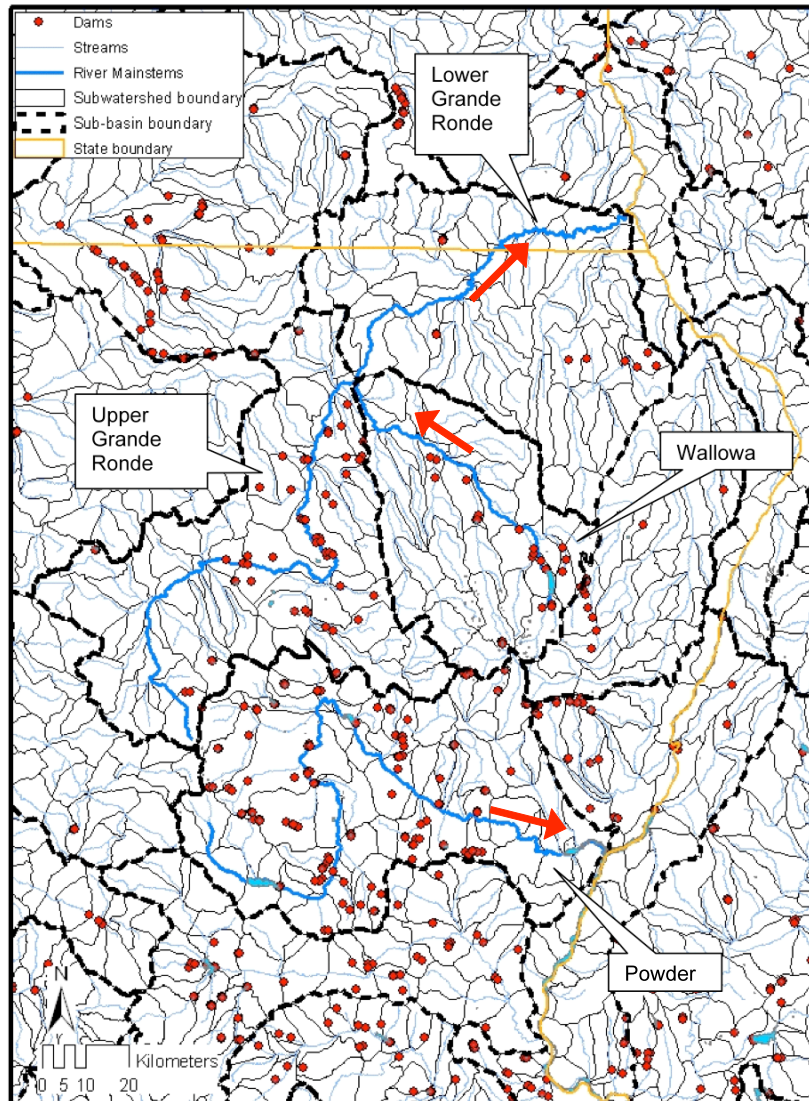 Dams
Streams
River Mainstems
Subwatershed boundary
Sub-basin boundary
State boundary
Lower
Grande
Ronde
Upper
Grande
Ronde
Wallowa
Powder
N
Kilometers
0 5 10 20